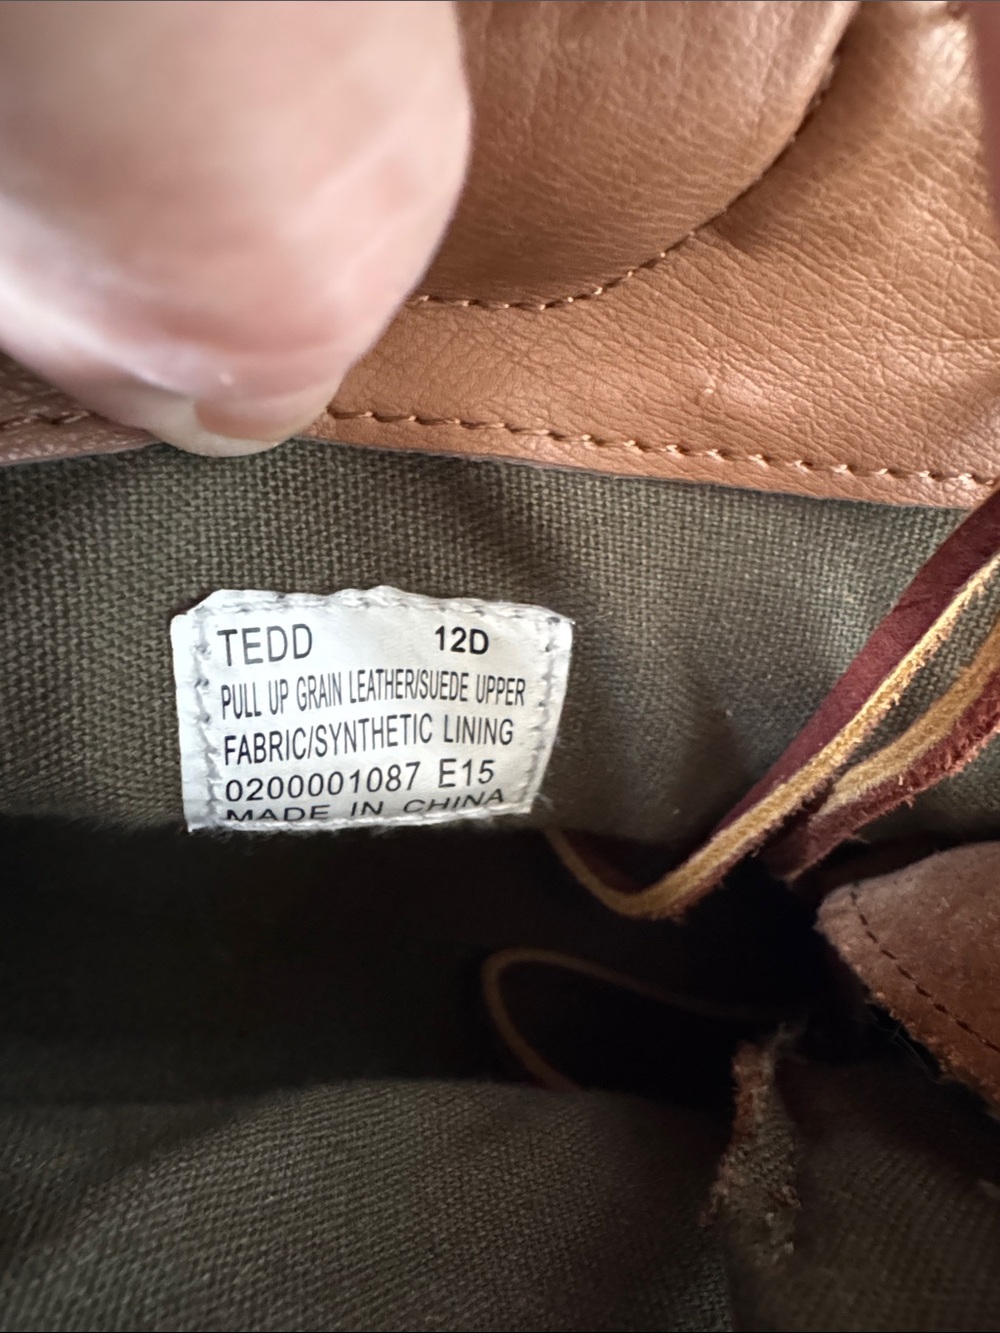 TEDD 12D
PULL UP GRAIN LEATHER/SUEDE UPPER
FABRIC/SYNTHETIC LINING
0200001087 E15
MADE IN CHINA